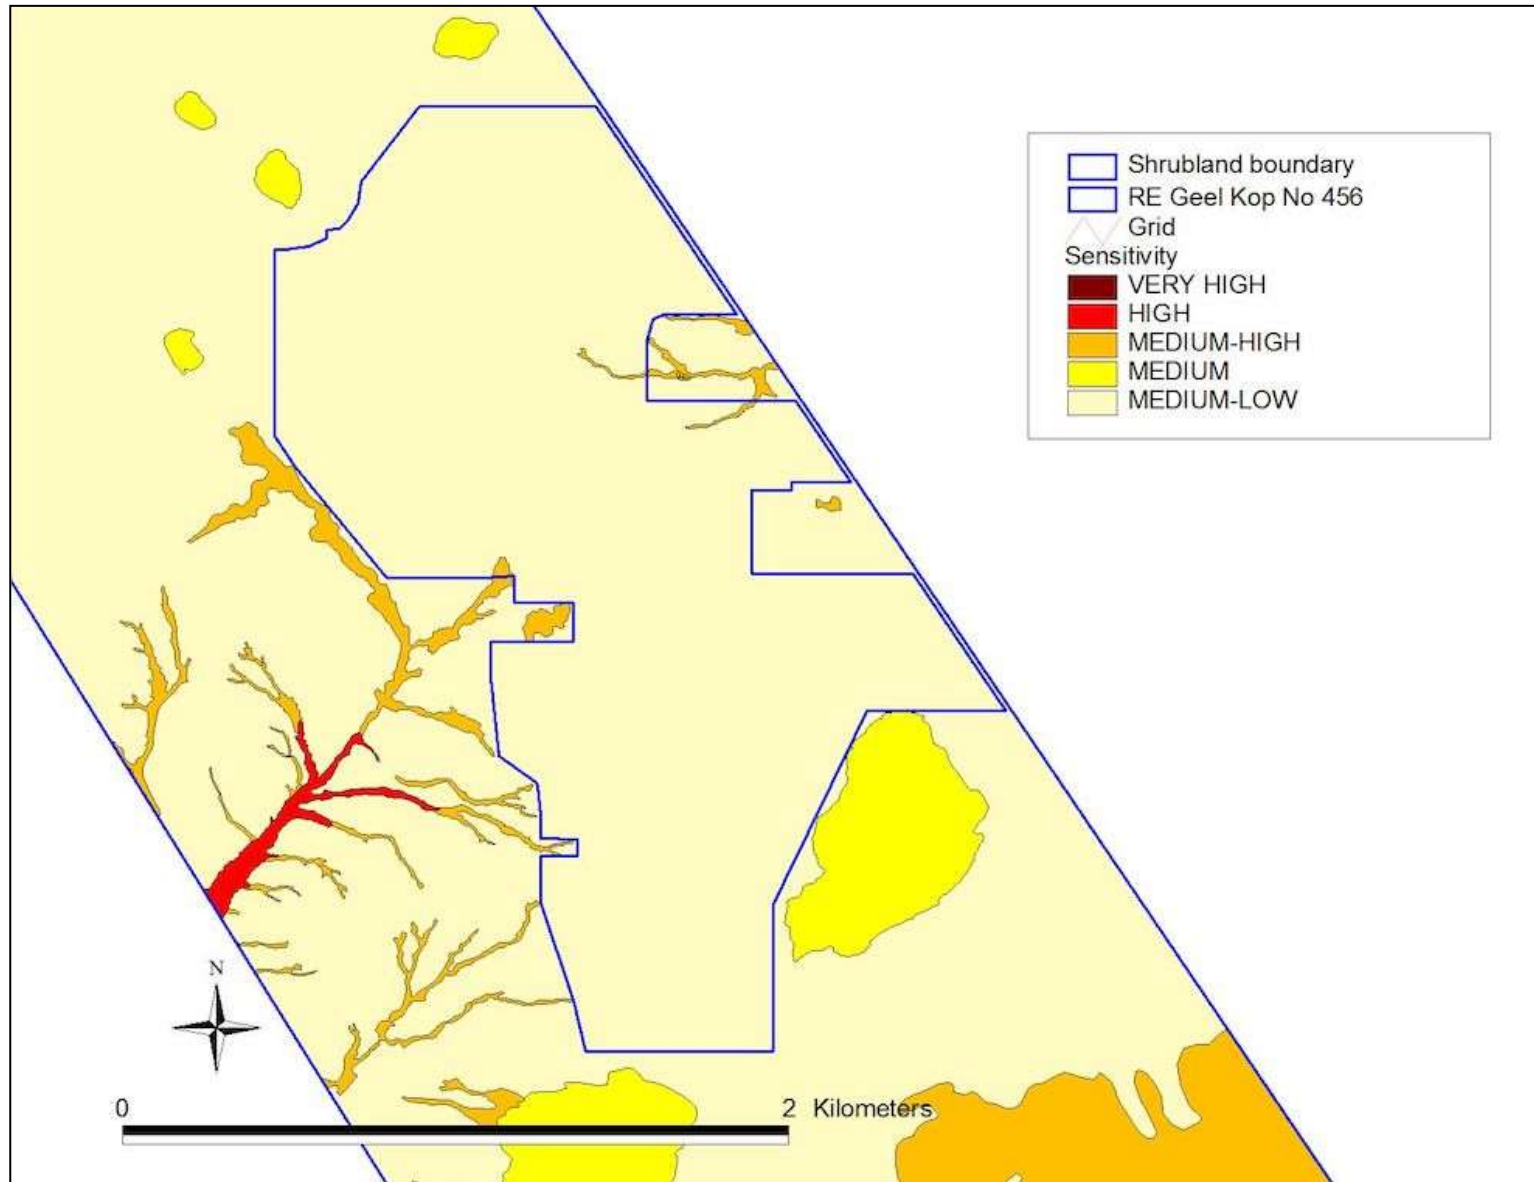 Shrubland boundary
RE Geel Kop No 456
Grid
Sensitivity
VERY HIGH
HIGH
MEDIUM-HIGH
MEDIUM
MEDIUM-LOW
N
0 2 Kilometers